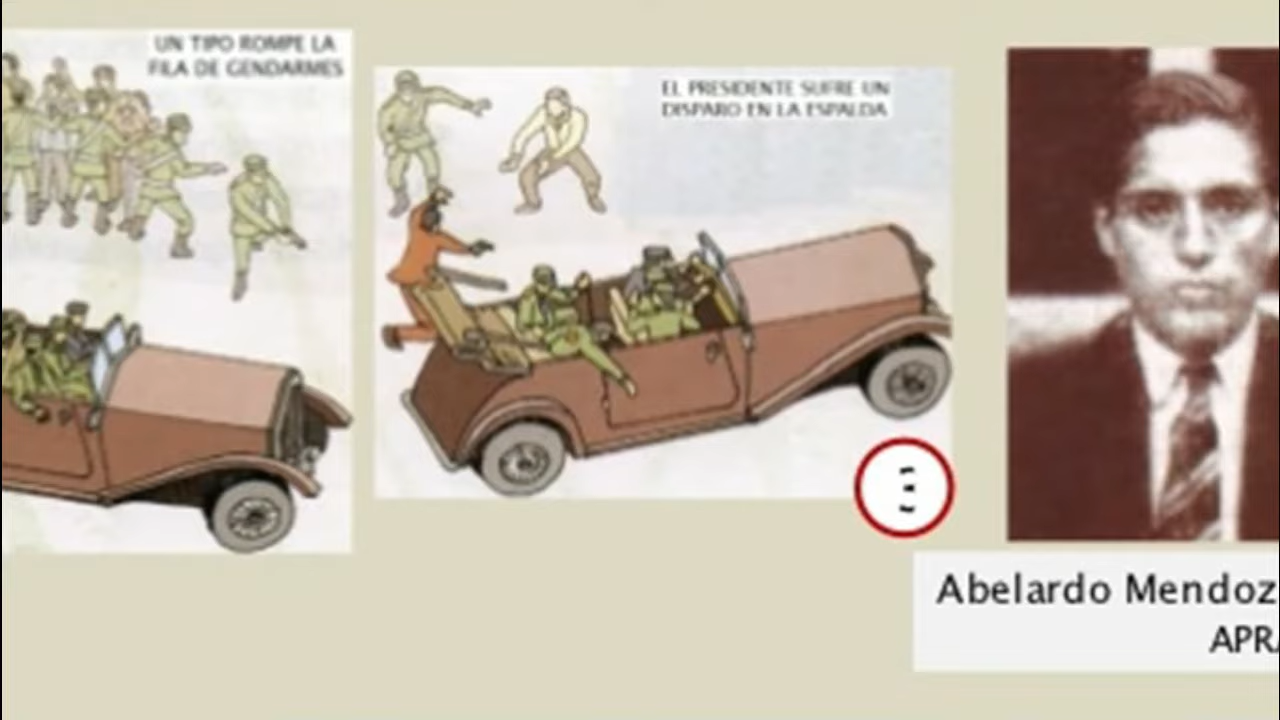 UN TIPO ROMPE LA
FILA DE GENDARMES
EL PRESIDENTE SUFRE UN
DISPARO EN LA ESPALDA
Abelardo Mendoz
APRA